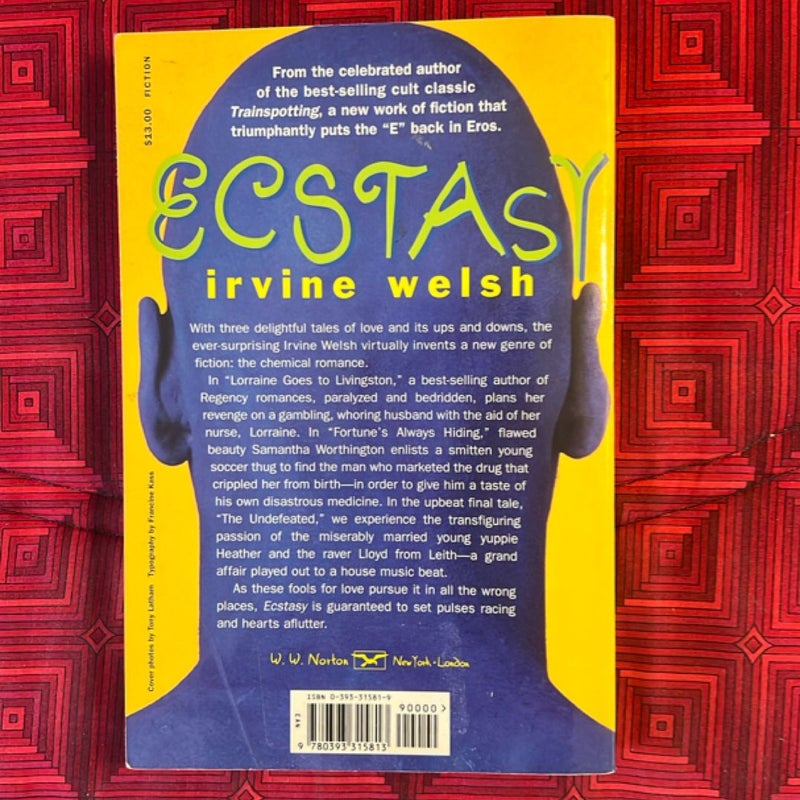 $13.00 FICTION
From the celebrated author
of the best-selling cult classic
Trainspotting, a new work of fiction that
triumphantly puts the “E” back in Eros.
ECSTASY
irvine welsh
With three delightful tales of love and its ups and downs, the
ever-surprising Irvine Welsh virtually invents a new genre of
fiction: the chemical romance.
In “Lorraine Goes to Livingston,” a best-selling author of
Regency romances, paralyzed and bedridden, plans her
revenge on a gambling, whoring husband with the aid of her
nurse, Lorraine. In “Fortune's Always Hiding,” flawed
beauty Samantha Worthington enlists a smitten young
soccer thug to find the man who marketed the drug that
crippled her from birth—in order to give him a taste of
his own disastrous medicine. In the upbeat final tale,
“The Undefeated,” we experience the transfiguring
passion of the miserably married young yuppie
Heather and the raver Lloyd from Leith—a grand
affair played out to a house music beat.
As these fools for love pursue it in all the wrong
places, Ecstasy is guaranteed to set pulses racing
and hearts aflutter.
Cover photos by Tony Latham Typography by Francine Kass
W. W. Norton New York • London
ISBN 0-393-31581-9
90000>
9 780393 315813